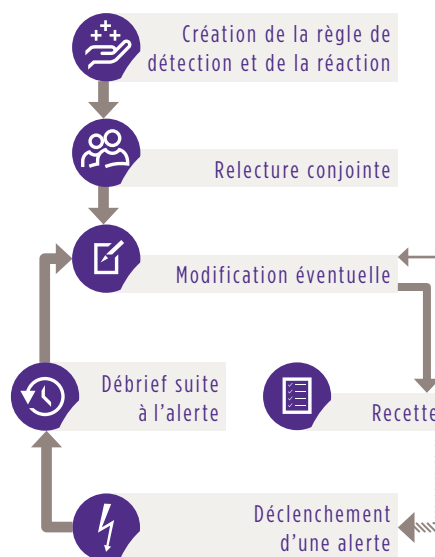 Création de la règle de
détection et de la réaction
Relecture conjointe
Modification éventuelle
Débrief suite
à l'alerte
Recette
Déclenchement
d'une alerte